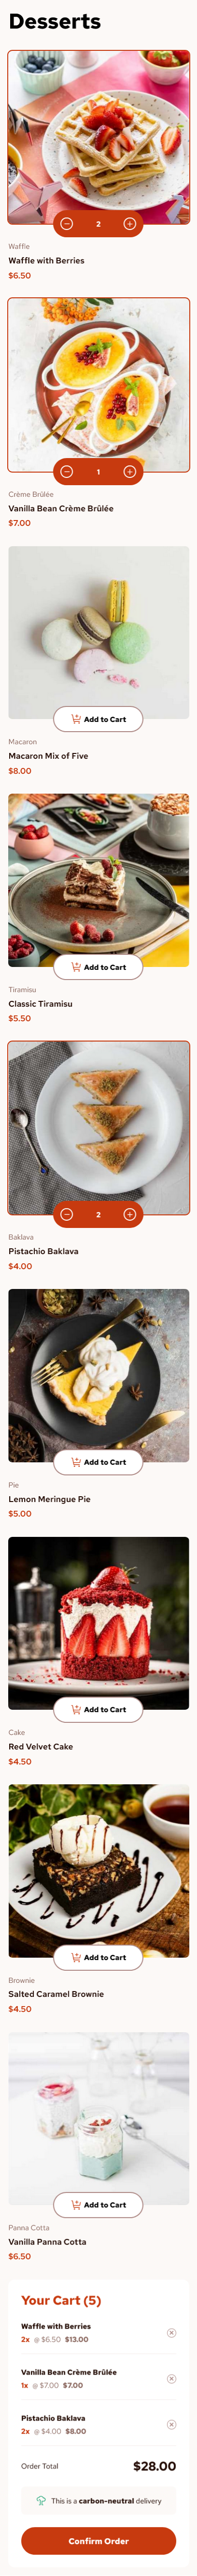 Desserts
2
Waffle
Waffle with Berries
$6.50
1
Crème Brûlée
Vanilla Bean Crème Brûlée
$7.00
Add to Cart
Macaron
Macaron Mix of Five
$8.00
Add to Cart
Tiramisu
Classic Tiramisu
$5.50
2
Baklava
Pistachio Baklava
$4.00
Add to Cart
Pie
Lemon Meringue Pie
$5.00
Add to Cart
Cake
Red Velvet Cake
$4.50
Add to Cart
Brownie
Salted Caramel Brownie
$4.50
Add to Cart
Panna Cotta
Vanilla Panna Cotta
$6.50
Your Cart (5)
Waffle with Berries
2x @ $6.50 $13.00
Vanilla Bean Crème Brûlée
1x @ $7.00 $7.00
Pistachio Baklava
2x @ $4.00 $8.00
Order Total $28.00
This is a carbon-neutral delivery
Confirm Order